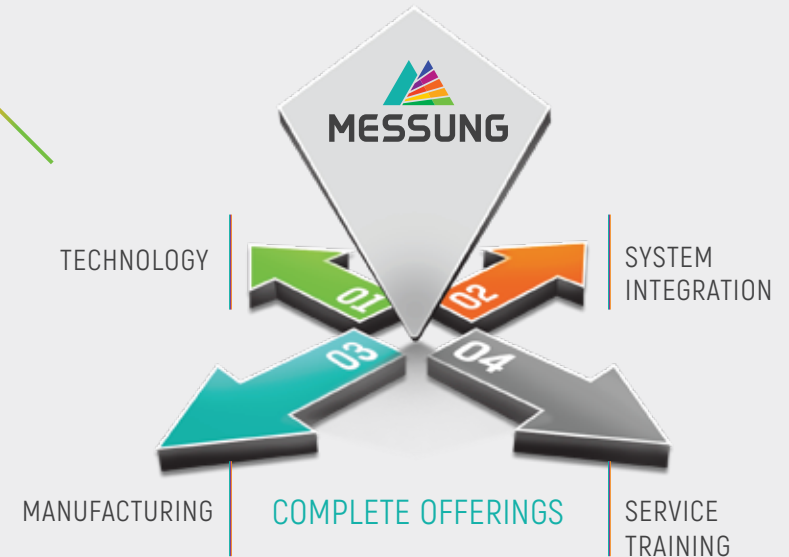 MESSUNG
TECHNOLOGY
01
02
SYSTEM
INTEGRATION
03
04
MANUFACTURING
COMPLETE OFFERINGS
SERVICE
TRAINING